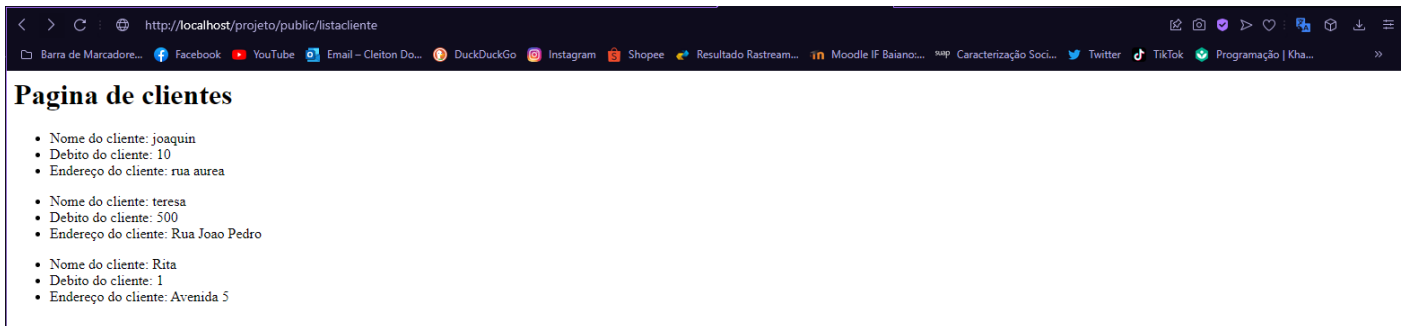 http://localhost/projeto/public/listacliente
Barra de Marcadore... Facebook YouTube Email – Cleiton Do... DuckDuckGo Instagram Shopee Resultado Rastream... Moodle IF Baiano:... suap Caracterização Soci... Twitter TikTok Programação | Kha... »
Pagina de clientes
• Nome do cliente: joaquin
• Debito do cliente: 10
• Endereço do cliente: rua aurea
• Nome do cliente: teresa
• Debito do cliente: 500
• Endereço do cliente: Rua Joao Pedro
• Nome do cliente: Rita
• Debito do cliente: 1
• Endereço do cliente: Avenida 5